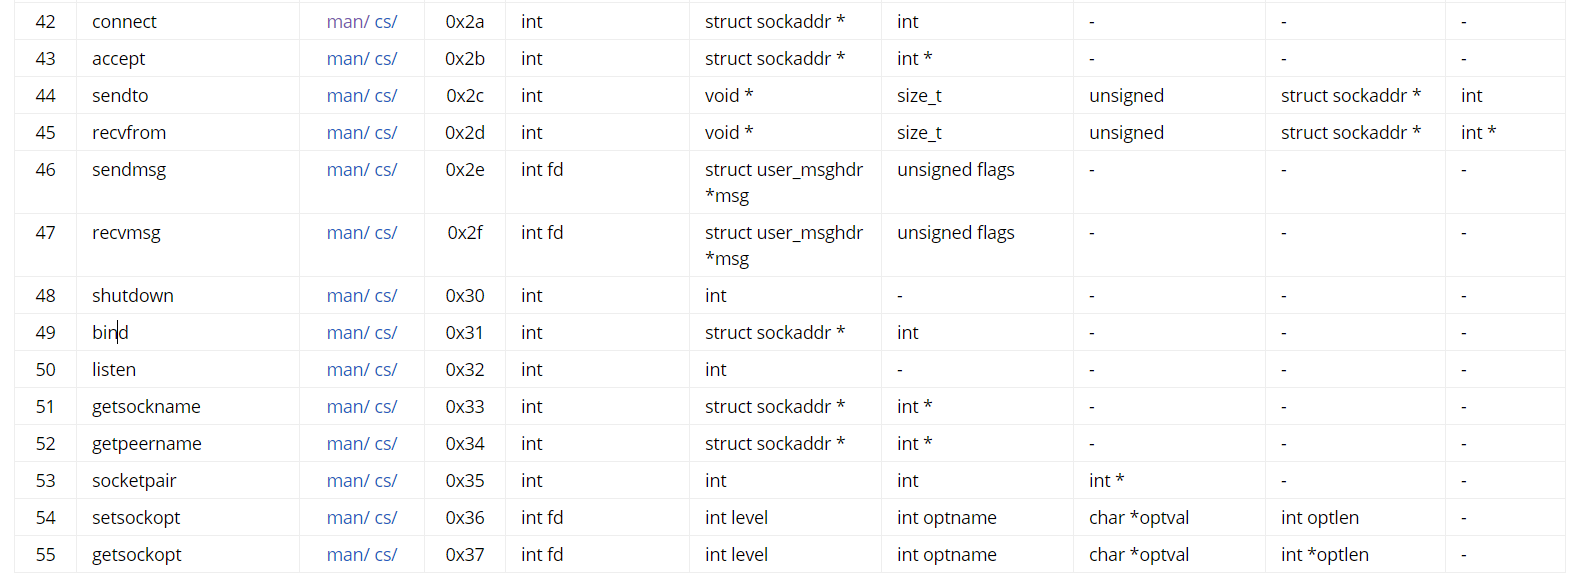 42 connect man/ cs/ 0x2a int struct sockaddr * int - - -
43 accept man/ cs/ 0x2b int struct sockaddr * int * - - -
44 sendto man/ cs/ 0x2c int void * size_t unsigned struct sockaddr * int
45 recvfrom man/ cs/ 0x2d int void * size_t unsigned struct sockaddr * int *
46 sendmsg man/ cs/ 0x2e int fd struct user_msghdr unsigned flags - - -
*msg
47 recvmsg man/ cs/ 0x2f int fd struct user_msghdr unsigned flags - - -
*msg
48 shutdown man/ cs/ 0x30 int int - - - -
49 bind man/ cs/ 0x31 int struct sockaddr * int - - -
50 listen man/ cs/ 0x32 int int - - - -
51 getsockname man/ cs/ 0x33 int struct sockaddr * int * - - -
52 getpeername man/ cs/ 0x34 int struct sockaddr * int * - - -
53 socketpair man/ cs/ 0x35 int int int int * - -
54 setsockopt man/ cs/ 0x36 int fd int level int optname char *optval int optlen -
55 getsockopt man/ cs/ 0x37 int fd int level int optname char *optval int *optlen -